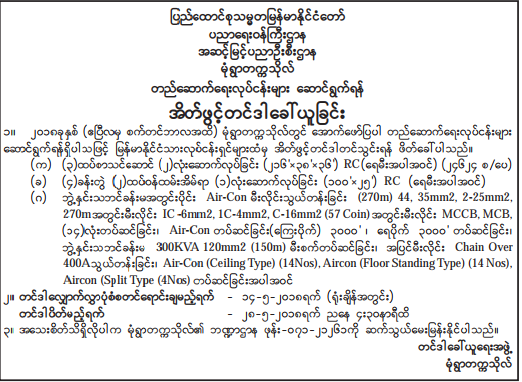 ပြည်ထောင်စုသမ္မတမြန်မာနိုင်ငံတော်
ပညာရေးဝန်ကြီးဌာန
အဆင့်မြင့်ပညာဦးစီးဌာန
မုံရွာတက္ကသိုလ်
တည်ဆောက်ရေးလုပ်ငန်းများ ဆောင်ရွက်ရန်
အိတ်ဖွင့်တင်ဒါခေါ်ယူခြင်း
၁။ ၂၀၁၈ခုနှစ် (ဧပြီလမှ စက်တင်ဘာလအထိ) မုံရွာတက္ကသိုလ်တွင် အောက်ဖော်ပြပါ တည်ဆောက်ရေးလုပ်ငန်းများ
ဆောင်ရွက်ရန်ရှိပါသဖြင့် မြန်မာနိုင်ငံသားလုပ်ငန်းရှင်များထံမှ အိတ်ဖွင့်တင်ဒါတင်သွင်းရန် ဖိတ်ခေါ်ပါသည်။
(က) (၃)ထပ်စာသင်ဆောင် (၂)လုံးဆောက်လုပ်ခြင်း (၂၁၆'×၃၈'×၃၆') RC (ရေမီးအပါအဝင်) (၂၄၆၂၄ စ/ပေ)
(ခ) (၄)ခန်းတွဲ (၂)ထပ်ဝန်ထမ်းအိမ်ရာ (၁)လုံးဆောက်လုပ်ခြင်း (၁၀၀'×၂၅') RC (ရေမီးအပါအဝင်)
(ဂ) ဘွဲ့နှင်းသဘင်ခန်းမအတွင်းပိုင်း Air-Con မီးလိုင်းသွယ်တန်းခြင်း (270m) 44, 35mm2, 2-25mm2,
270mအတွင်းမီးလိုင်း IC -6mm2, 1C-4mm2, C-16mm2 (57 Coin) အတွင်းမီးလိုင်း MCCB, MCB,
(၁၄)လုံးတပ်ဆင်ခြင်း၊ Air-Con တပ်ဆင်ခြင်း(ကြေးပိုက်) ၃၀၀၀'၊ ရေပိုက် ၃၀၀၀' တပ်ဆင်ခြင်း၊
ဘွဲ့နှင်းသဘင်ခန်းမ 300KVA 120mm2 (150m) မီးစက်တပ်ဆင်ခြင်း၊ အပြင်မီးလိုင်း Chain Over
400Aသွယ်တန်းခြင်း၊ Air-Con (Ceiling Type) (14Nos), Aircon (Floor Standing Type) (14 Nos),
Aircon (Split Type (4Nos) တပ်ဆင်ခြင်းအပါအဝင်
၂။ တင်ဒါလျှောက်လွှာပုံစံစတင်ရောင်းချမည့်ရက် - ၁၄-၅-၂၀၁၈ရက် (ရုံးချိန်အတွင်း)
တင်ဒါပိတ်မည့်ရက် - ၂၈-၅-၂၀၁၈ရက် ညနေ ၄:၃၀နာရီထိ
၃။ အသေးစိတ်သိရှိလိုပါက မုံရွာတက္ကသိုလ်၏ ဘဏ္ဍာဌာန ဖုန်း-၀၇၁-၂၁၂၆၁ကို ဆက်သွယ်မေးမြန်းနိုင်ပါသည်။
တင်ဒါခေါ်ယူရေးအဖွဲ့
မုံရွာတက္ကသိုလ်